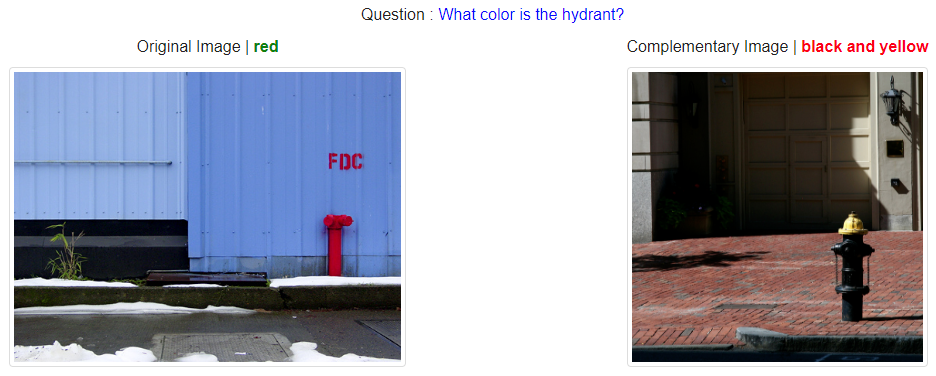 Question : What color is the hydrant?
Original Image | red
Complementary Image | black and yellow
FDC